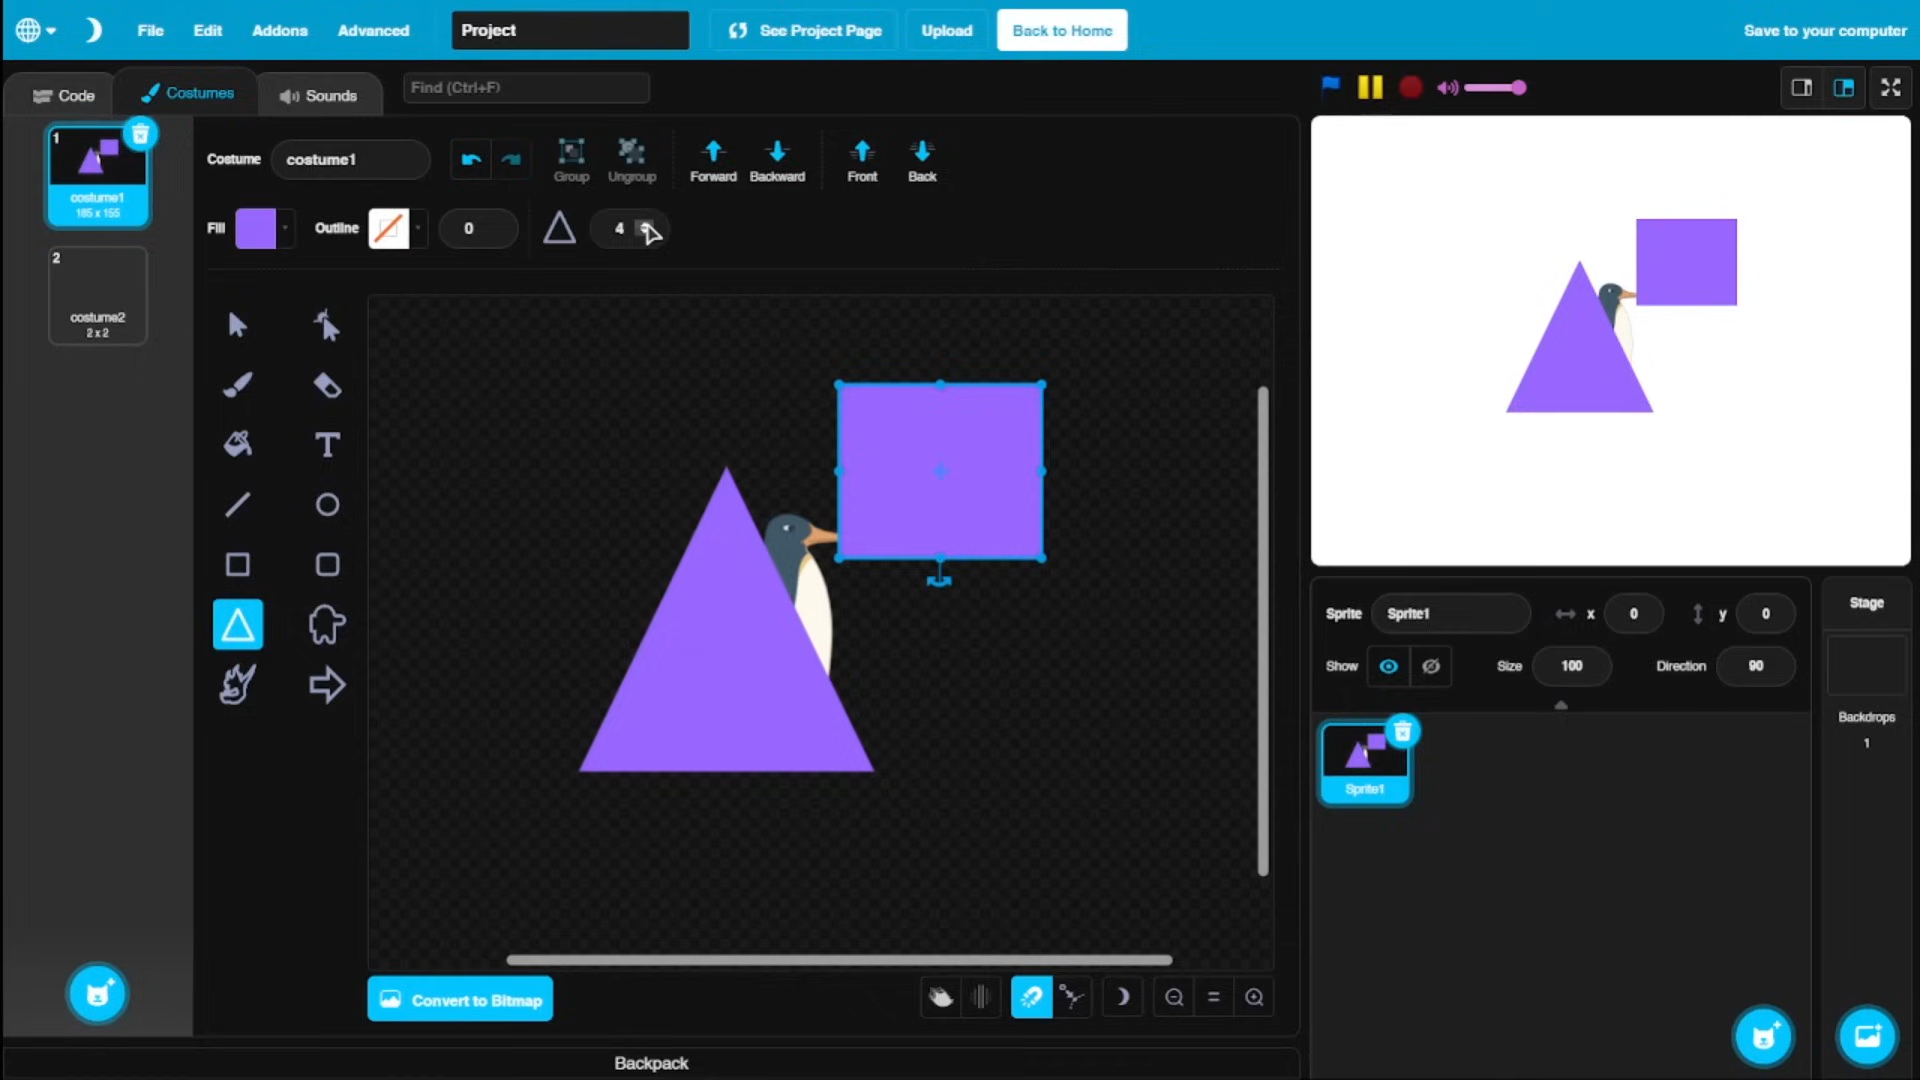 File Edit Addons Advanced Project See Project Page Upload Back to Home Save to your computer
Code Costumes Sounds Find (Ctrl+F)
1
costume1
185 x 155
2
costume2
2 x 2
Costume costume1 Group Ungroup Forward Backward Front Back
Fill Outline 0 4
T
Convert to Bitmap
Backpack
Sprite Sprite1 x 0 y 0
Show Size 100 Direction 90
Sprite1
Stage
Backdrops
1